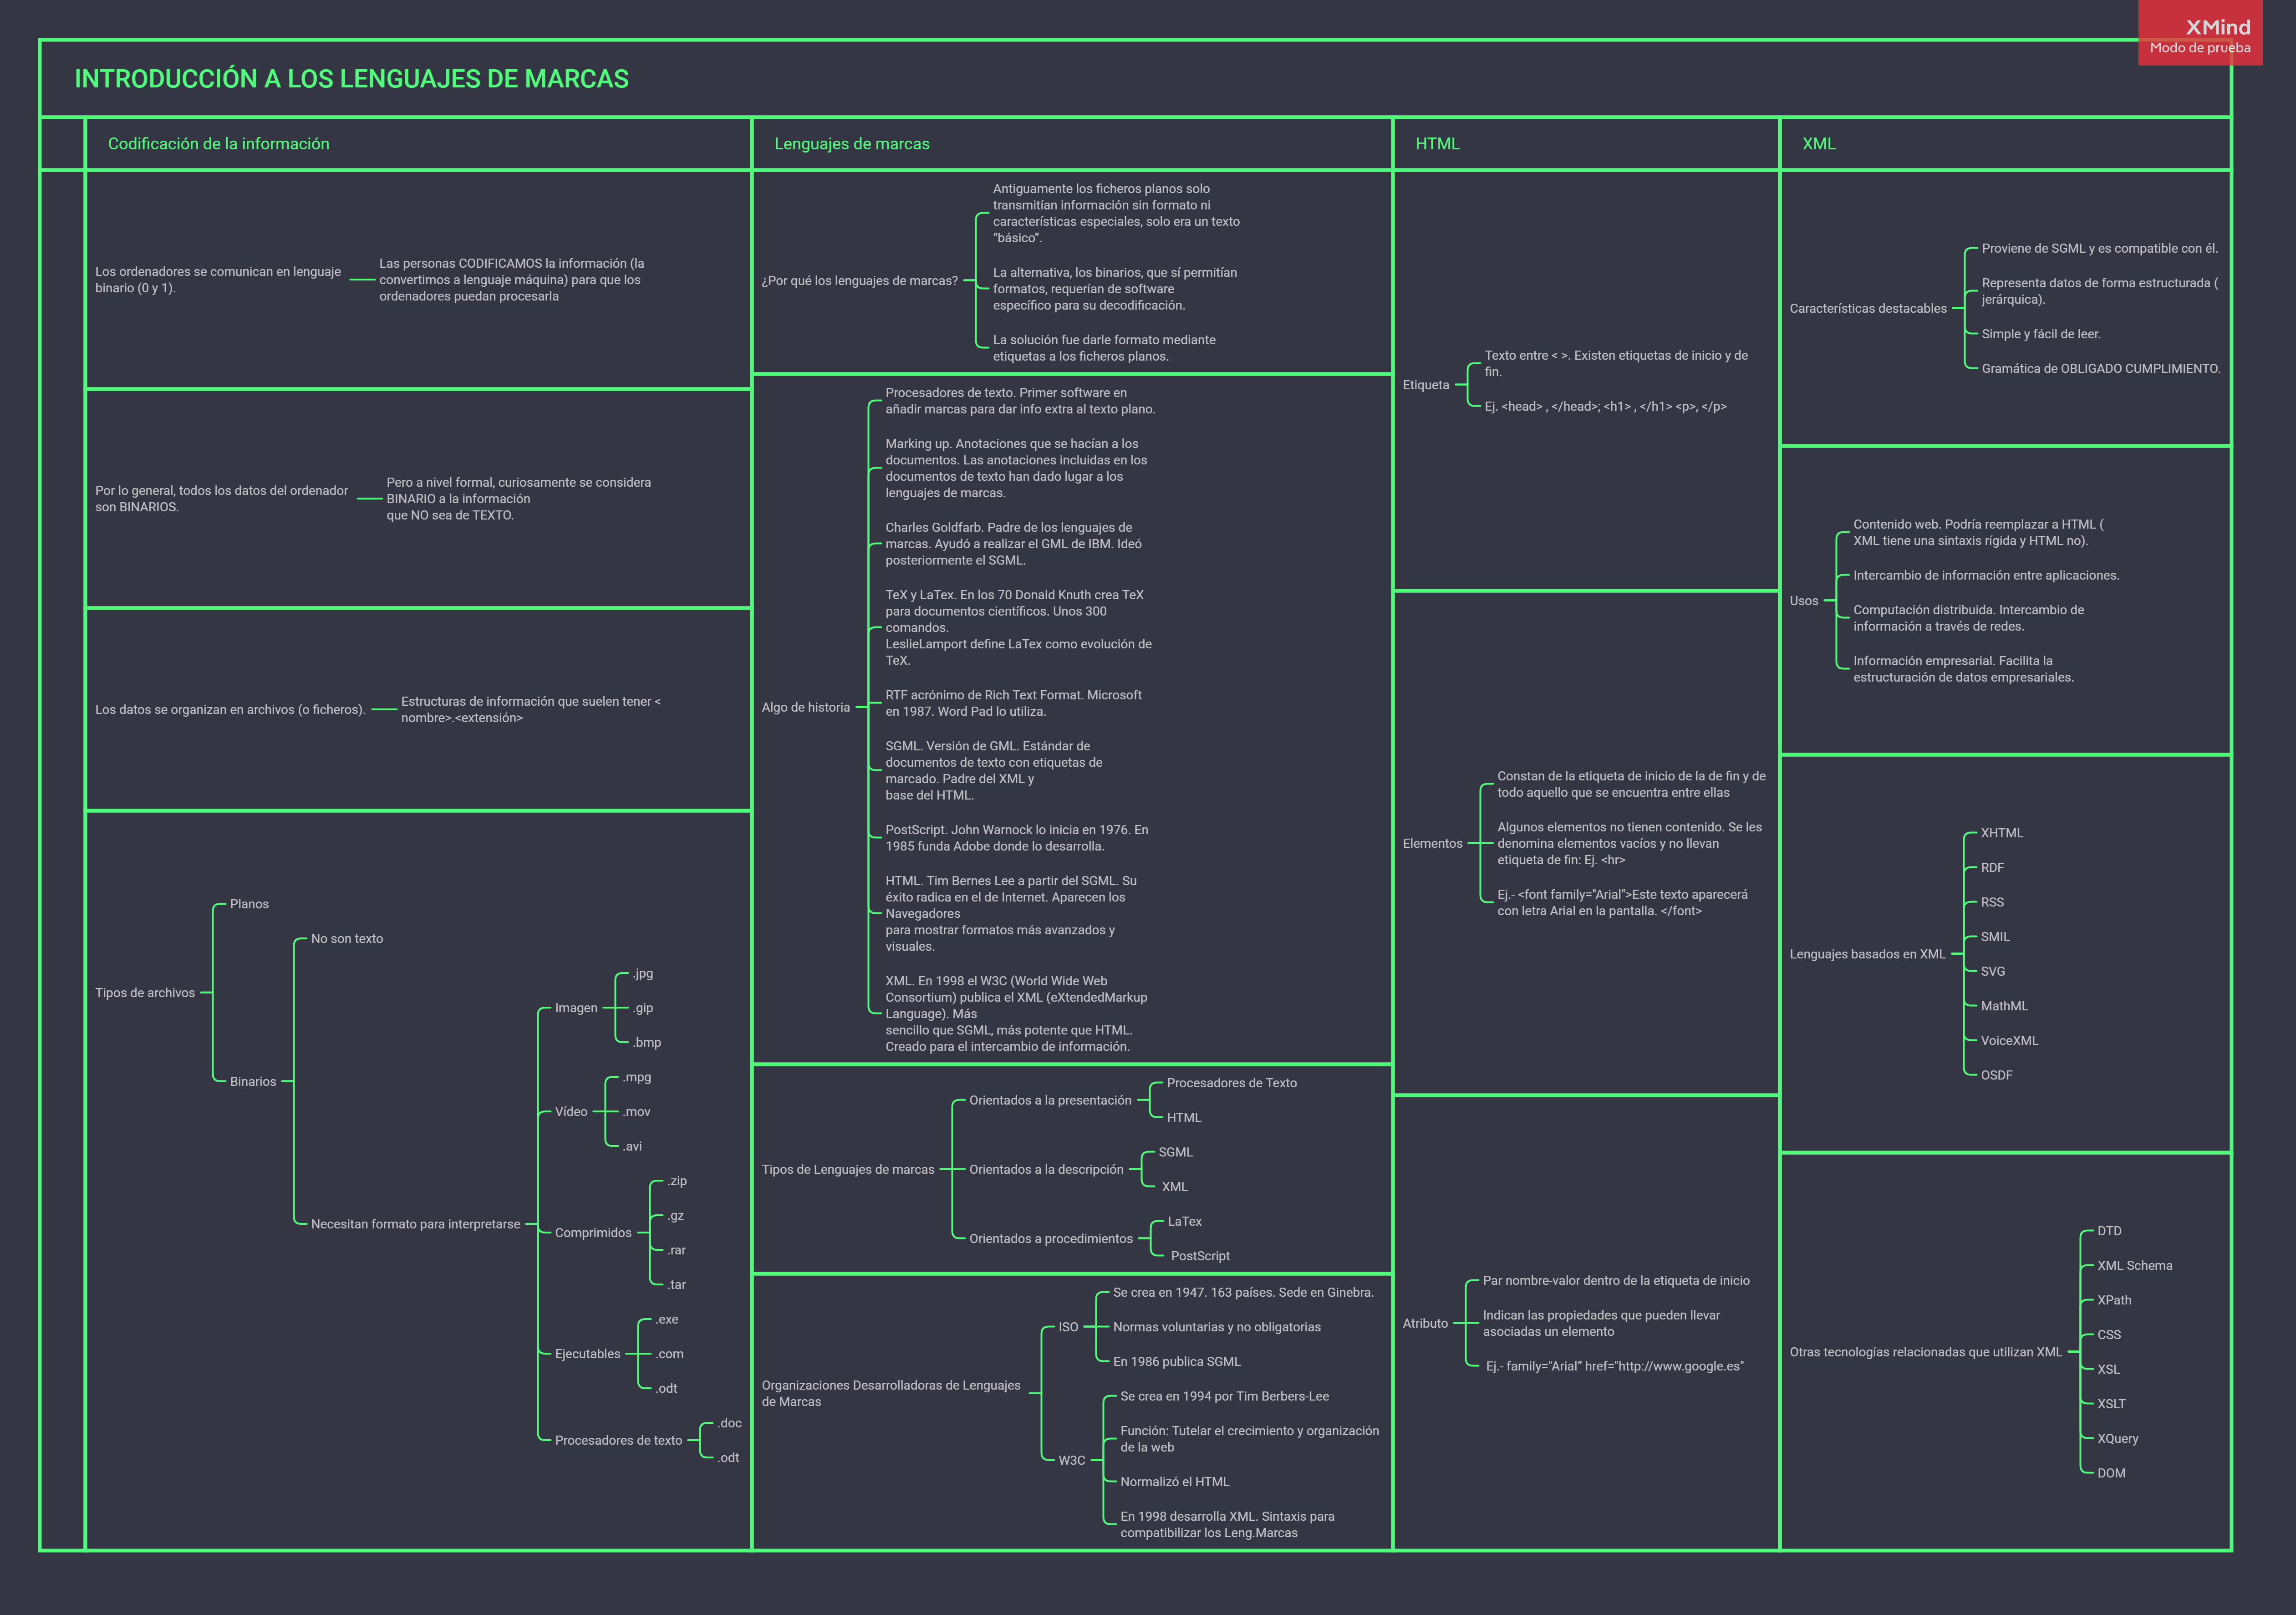 XMind
Modo de prueba
INTRODUCCIÓN A LOS LENGUAJES DE MARCAS
Codificación de la información
Los ordenadores se comunican en lenguaje
binario (0 y 1).
Las personas CODIFICAMOS la información (la
convertimos a lenguaje máquina) para que los
ordenadores puedan procesarla
Por lo general, todos los datos del ordenador
son BINARIOS.
Pero a nivel formal, curiosamente se considera
BINARIO a la información
que NO sea de TEXTO.
Los datos se organizan en archivos (o ficheros).
Estructuras de información que suelen tener <
nombre>.<extensión>
Tipos de archivos
Planos
Binarios
No son texto
Necesitan formato para interpretarse
Imagen
.jpg
.gip
.bmp
Vídeo
.mpg
.mov
.avi
Comprimidos
.zip
.gz
.rar
.tar
Ejecutables
.exe
.com
.odt
Procesadores de texto
.doc
.odt
Lenguajes de marcas
¿Por qué los lenguajes de marcas?
Antiguamente los ficheros planos solo
transmitían información sin formato ni
características especiales, solo era un texto
“básico”.
La alternativa, los binarios, que sí permitían
formatos, requerían de software
específico para su decodificación.
La solución fue darle formato mediante
etiquetas a los ficheros planos.
Algo de historia
Procesadores de texto. Primer software en
añadir marcas para dar info extra al texto plano.
Marking up. Anotaciones que se hacían a los
documentos. Las anotaciones incluidas en los
documentos de texto han dado lugar a los
lenguajes de marcas.
Charles Goldfarb. Padre de los lenguajes de
marcas. Ayudó a realizar el GML de IBM. Ideó
posteriormente el SGML.
TeX y LaTex. En los 70 Donald Knuth crea TeX
para documentos científicos. Unos 300
comandos.
LeslieLamport define LaTex como evolución de
TeX.
RTF acrónimo de Rich Text Format. Microsoft
en 1987. Word Pad lo utiliza.
SGML. Versión de GML. Estándar de
documentos de texto con etiquetas de
marcado. Padre del XML y
base del HTML.
PostScript. John Warnock lo inicia en 1976. En
1985 funda Adobe donde lo desarrolla.
HTML. Tim Bernes Lee a partir del SGML. Su
éxito radica en el de Internet. Aparecen los
Navegadores
para mostrar formatos más avanzados y
visuales.
XML. En 1998 el W3C (World Wide Web
Consortium) publica el XML (eXtendedMarkup
Language). Más
sencillo que SGML, más potente que HTML.
Creado para el intercambio de información.
Tipos de Lenguajes de marcas
Orientados a la presentación
Procesadores de Texto
HTML
Orientados a la descripción
SGML
XML
Orientados a procedimientos
LaTex
PostScript
Organizaciones Desarrolladoras de Lenguajes
de Marcas
ISO
Se crea en 1947. 163 países. Sede en Ginebra.
Normas voluntarias y no obligatorias
En 1986 publica SGML
W3C
Se crea en 1994 por Tim Berbers-Lee
Función: Tutelar el crecimiento y organización
de la web
Normalizó el HTML
En 1998 desarrolla XML. Sintaxis para
compatibilizar los Leng.Marcas
HTML
Etiqueta
Texto entre < >. Existen etiquetas de inicio y de
fin.
Ej. <head> , </head>; <h1> , </h1> <p>, </p>
Elementos
Constan de la etiqueta de inicio de la de fin y de
todo aquello que se encuentra entre ellas
Algunos elementos no tienen contenido. Se les
denomina elementos vacíos y no llevan
etiqueta de fin: Ej. <hr>
Ej.- <font family="Arial">Este texto aparecerá
con letra Arial en la pantalla. </font>
Atributo
Par nombre-valor dentro de la etiqueta de inicio
Indican las propiedades que pueden llevar
asociadas un elemento
Ej.- family="Arial” href="http://www.google.es"
XML
Características destacables
Proviene de SGML y es compatible con él.
Representa datos de forma estructurada (
jerárquica).
Simple y fácil de leer.
Gramática de OBLIGADO CUMPLIMIENTO.
Usos
Contenido web. Podría reemplazar a HTML (
XML tiene una sintaxis rígida y HTML no).
Intercambio de información entre aplicaciones.
Computación distribuida. Intercambio de
información a través de redes.
Información empresarial. Facilita la
estructuración de datos empresariales.
Lenguajes basados en XML
XHTML
RDF
RSS
SMIL
SVG
MathML
VoiceXML
OSDF
Otras tecnologías relacionadas que utilizan XML
DTD
XML Schema
XPath
CSS
XSL
XSLT
XQuery
DOM